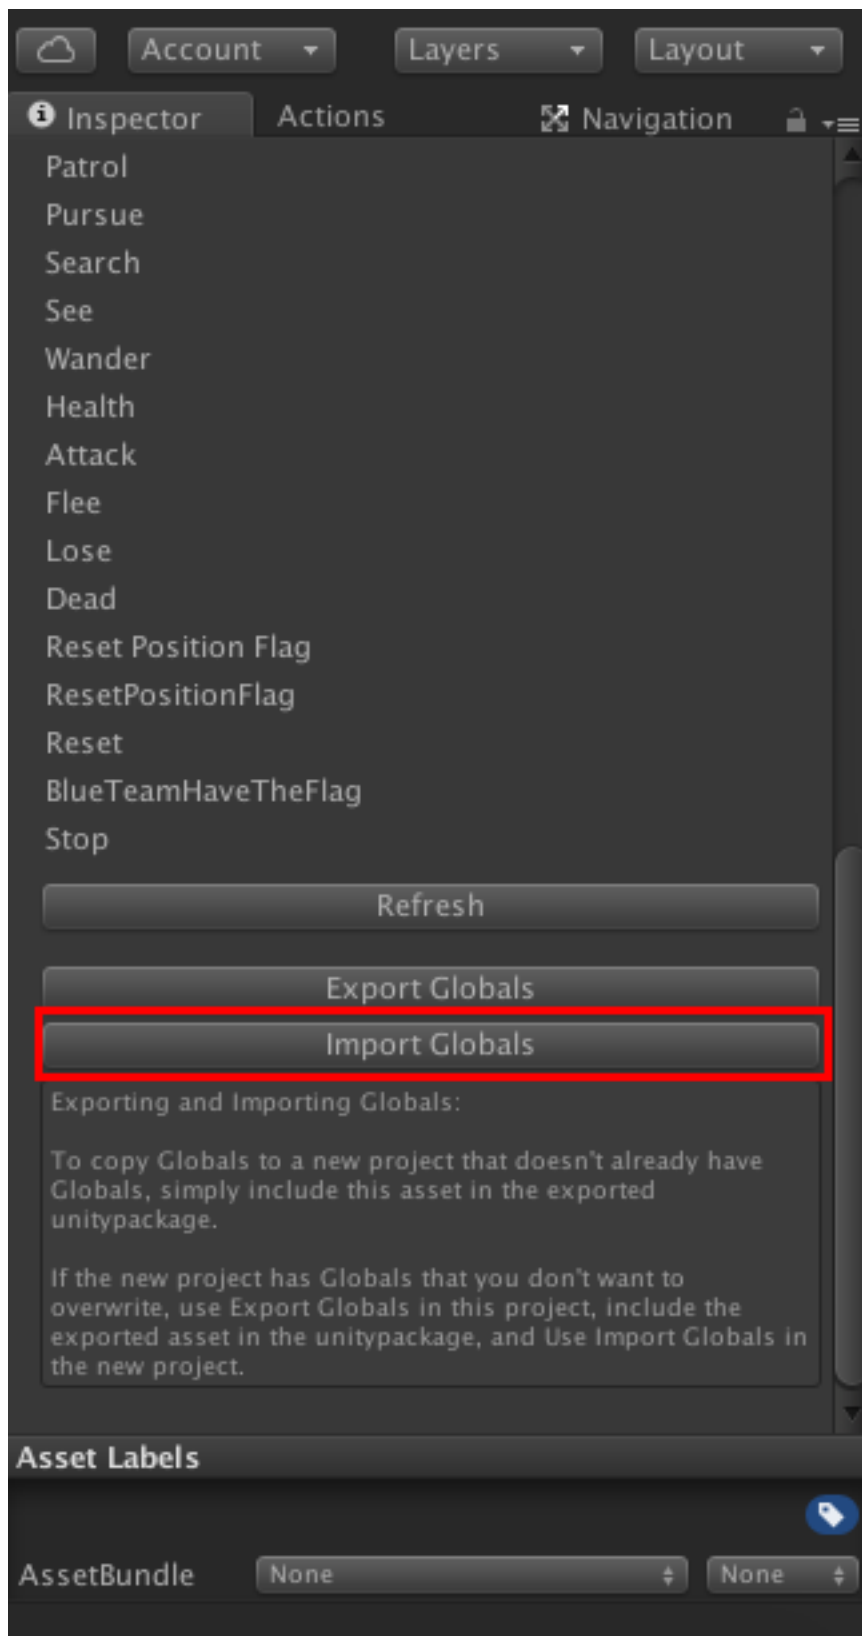 Account
Layers
Layout
Inspector
Actions
Navigation
Patrol
Pursue
Search
See
Wander
Health
Attack
Flee
Lose
Dead
Reset Position Flag
ResetPositionFlag
Reset
BlueTeamHaveTheFlag
Stop
Refresh
Export Globals
Import Globals
Exporting and Importing Globals:
To copy Globals to a new project that doesn't already have
Globals, simply include this asset in the exported
unitypackage.
If the new project has Globals that you don't want to
overwrite, use Export Globals in this project, include the
exported asset in the unitypackage, and Use Import Globals in
the new project.
Asset Labels
AssetBundle
None
None